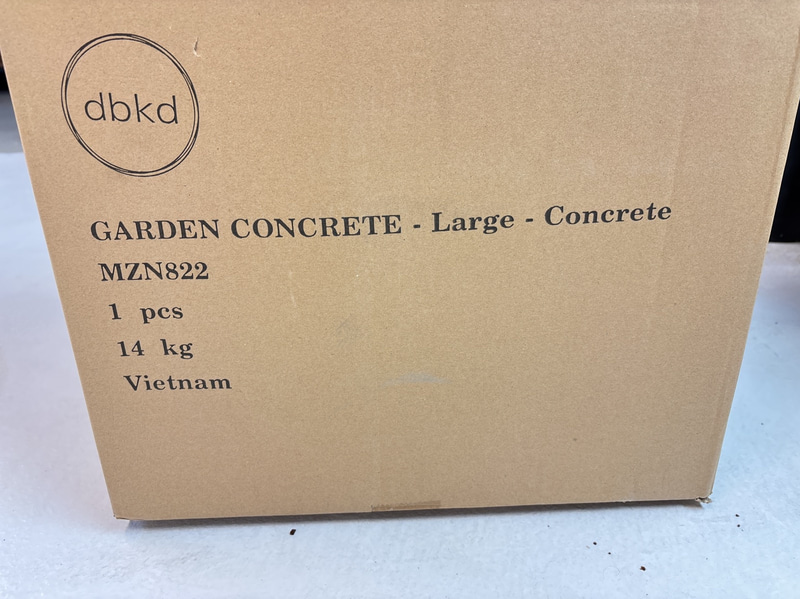 dbkd
GARDEN CONCRETE - Large - Concrete
MZN822
1 pcs
14 kg
Vietnam